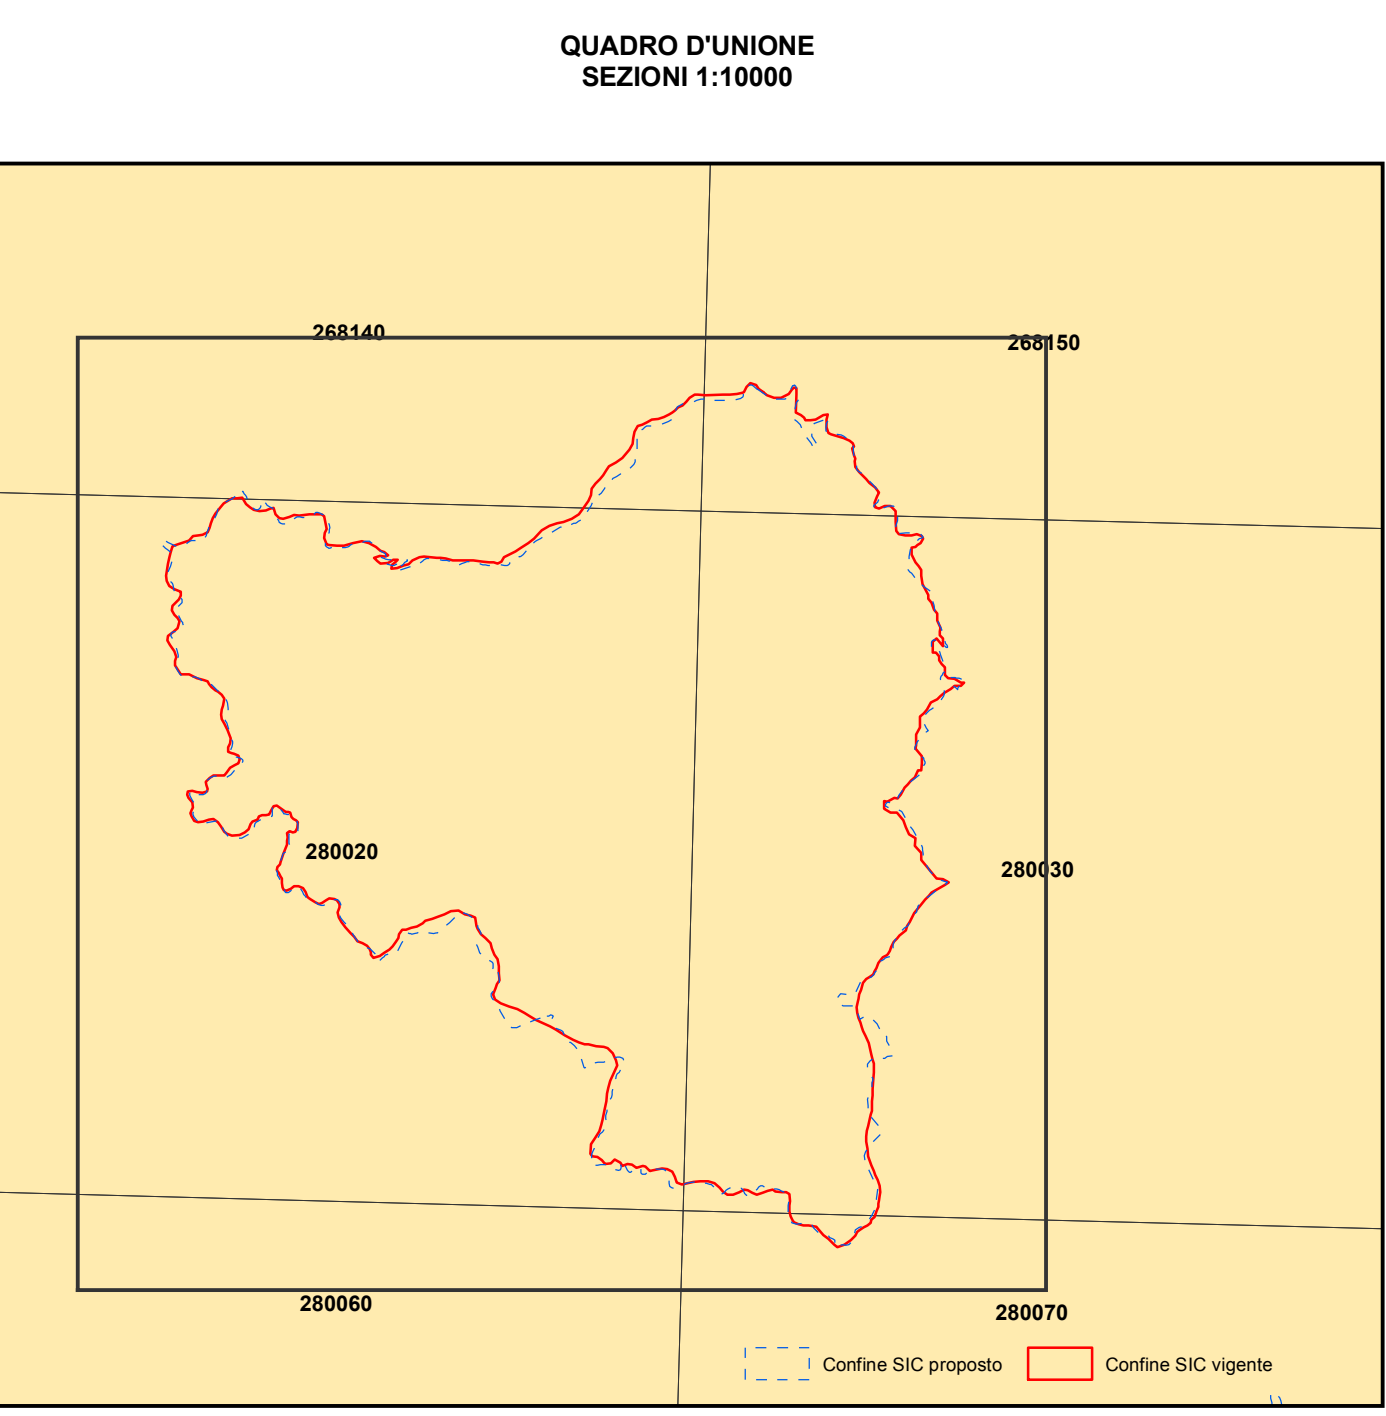 QUADRO D'UNIONE
SEZIONI 1:10000
268140
268150
280020
280030
280060
280070
Confine SIC proposto
Confine SIC vigente